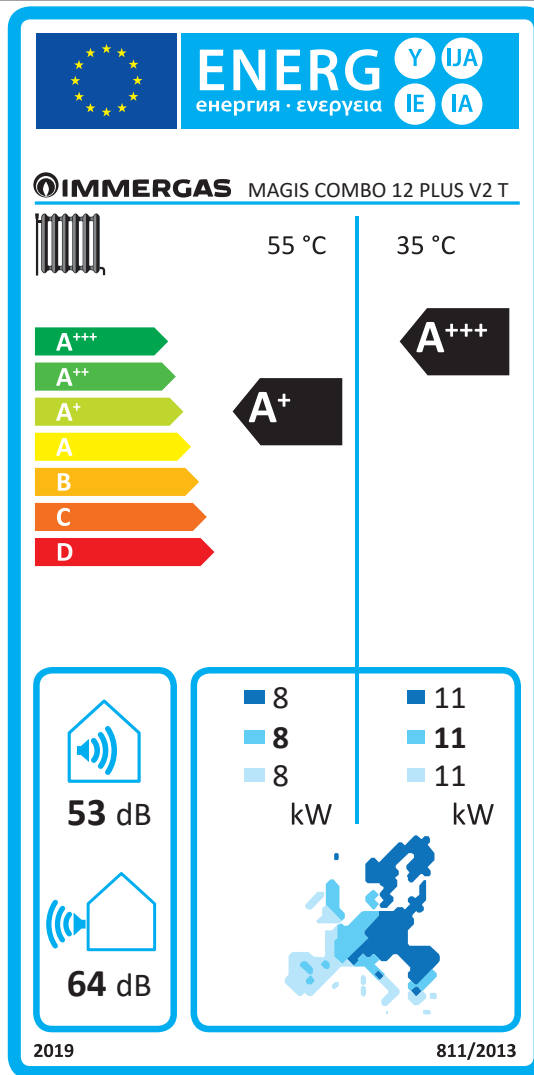 ENERG Y IJA
енергия · ενεργεια IE IA
IMMERGAS MAGIS COMBO 12 PLUS V2 T
55 °C 35 °C
A+++
A+++
A++
A+
A+
A
B
C
D
8 11
8 11
8 11
kW kW
53 dB
64 dB
2019 811/2013